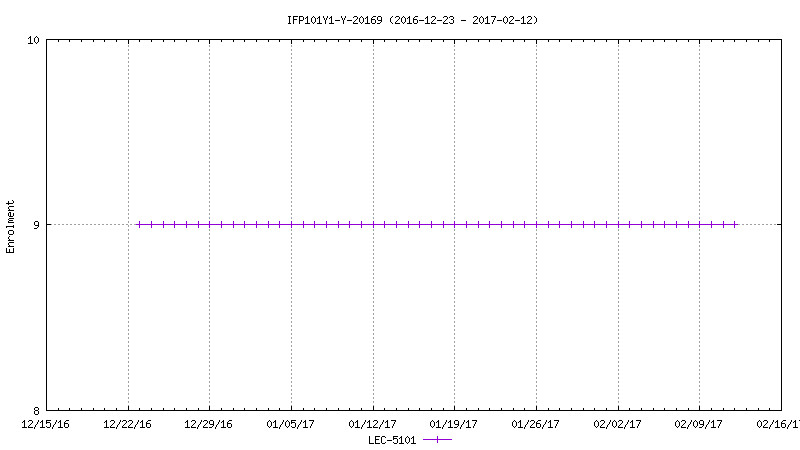 IFP101Y1-Y-20169 (2016-12-23 - 2017-02-12)
10
Enrolment
9
8
12/15/16 12/22/16 12/29/16 01/05/17 01/12/17 01/19/17 01/26/17 02/02/17 02/09/17 02/16/1
LEC-5101